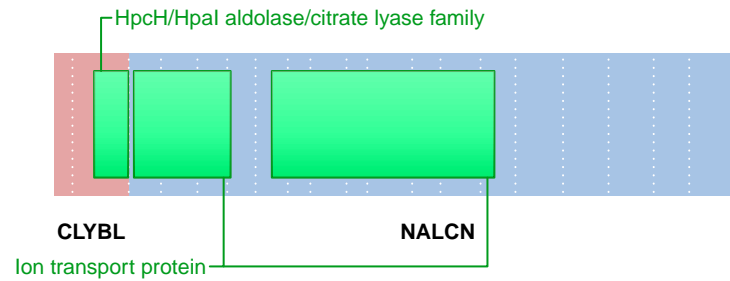 HpcH/HpaI aldolase/citrate lyase family
CLYBL
NALCN
Ion transport protein